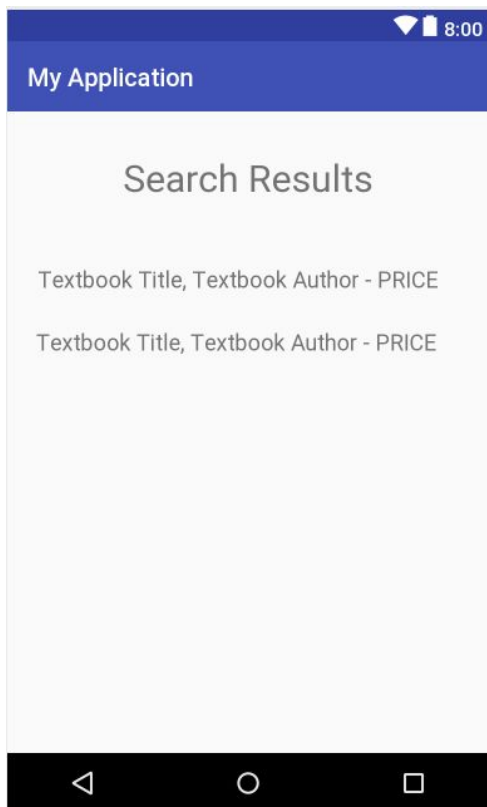 8:00
My Application
Search Results
Textbook Title, Textbook Author - PRICE
Textbook Title, Textbook Author - PRICE